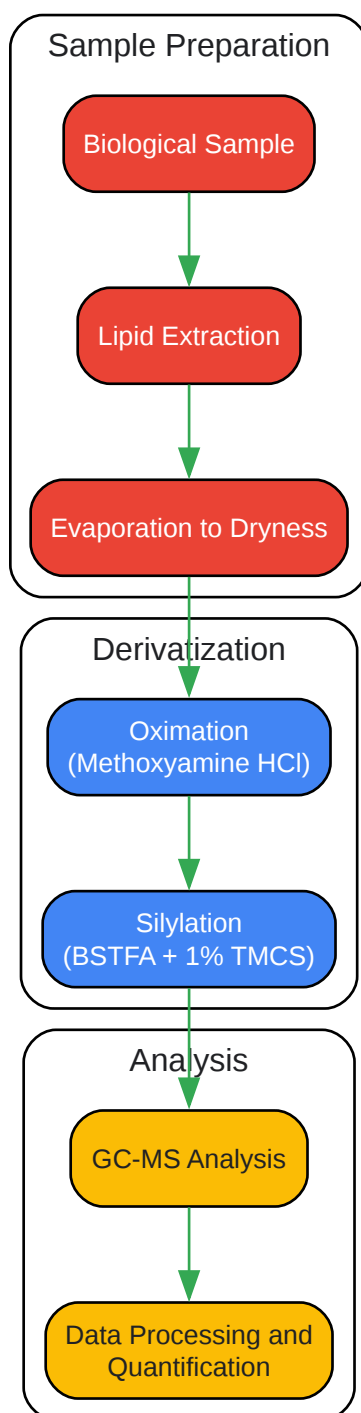 Sample Preparation
Biological Sample
Lipid Extraction
Evaporation to Dryness
Derivatization
Oximation
(Methoxyamine HCl)
Silylation
(BSTFA + 1% TMCS)
Analysis
GC-MS Analysis
Data Processing and
Quantification